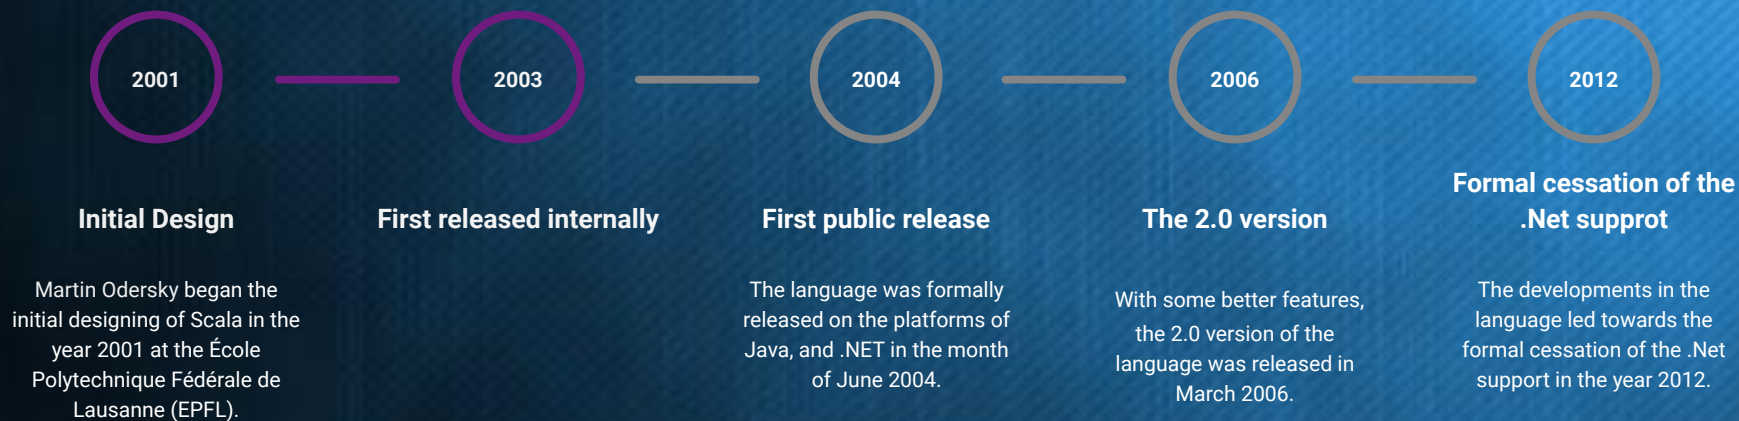 2001
2003
2004
2006
2012
Initial Design
Martin Odersky began the
initial designing of Scala in the
year 2001 at the École
Polytechnique Fédérale de
Lausanne (EPFL).
First released internally
First public release
The language was formally
released on the platforms of
Java, and .NET in the month
of June 2004.
The 2.0 version
With some better features,
the 2.0 version of the
language was released in
March 2006.
Formal cessation of the
.Net supprot
The developments in the
language led towards the
formal cessation of the .Net
support in the year 2012.